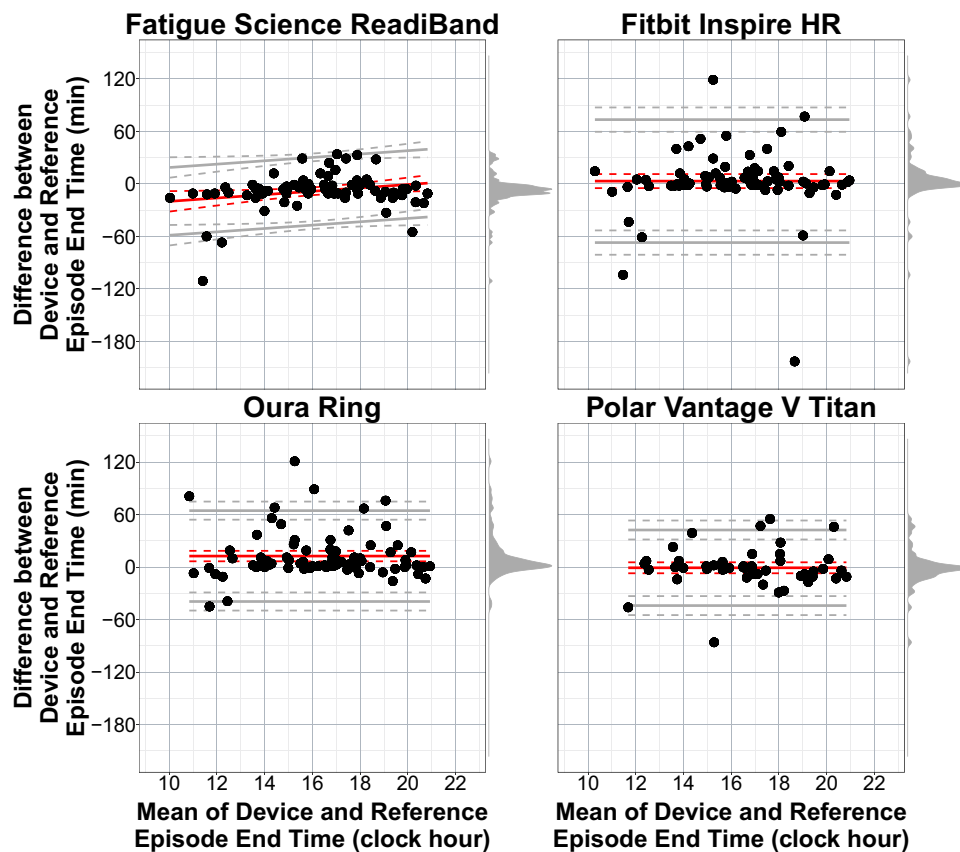 Fatigue Science ReadiBand
Fitbit Inspire HR
Difference between
Device and Reference
Episode End Time (min)
120
60
0
−60
−120
−180
Oura Ring
Polar Vantage V Titan
Difference between
Device and Reference
Episode End Time (min)
120
60
0
−60
−120
−180
10 12 14 16 18 20 22
10 12 14 16 18 20 22
Mean of Device and Reference
Episode End Time (clock hour)
Mean of Device and Reference
Episode End Time (clock hour)